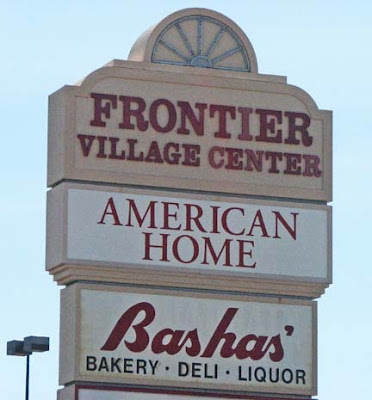 FRONTIER
VILLAGE CENTER
AMERICAN
HOME
Bashas'
BAKERY · DELI · LIQUOR